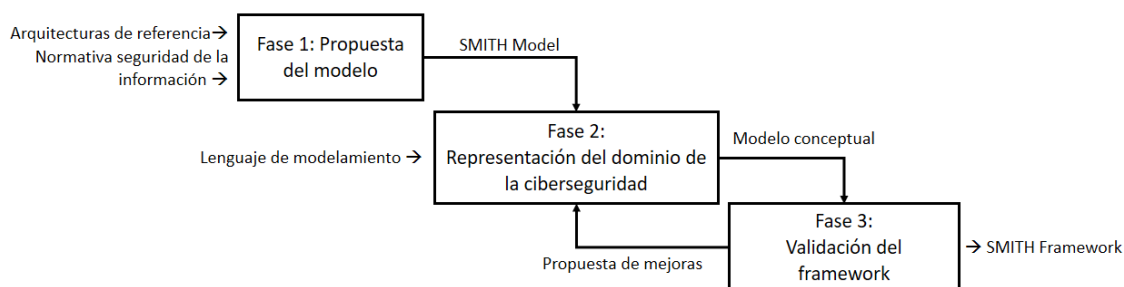 Arquitecturas de referencia→
Normativa seguridad de la
información →
Fase 1: Propuesta
del modelo
SMITH Model
Lenguaje de modelamiento →
Fase 2:
Representación del dominio de
la ciberseguridad
Modelo conceptual
Propuesta de mejoras
Fase 3:
Validación del
framework
→ SMITH Framework